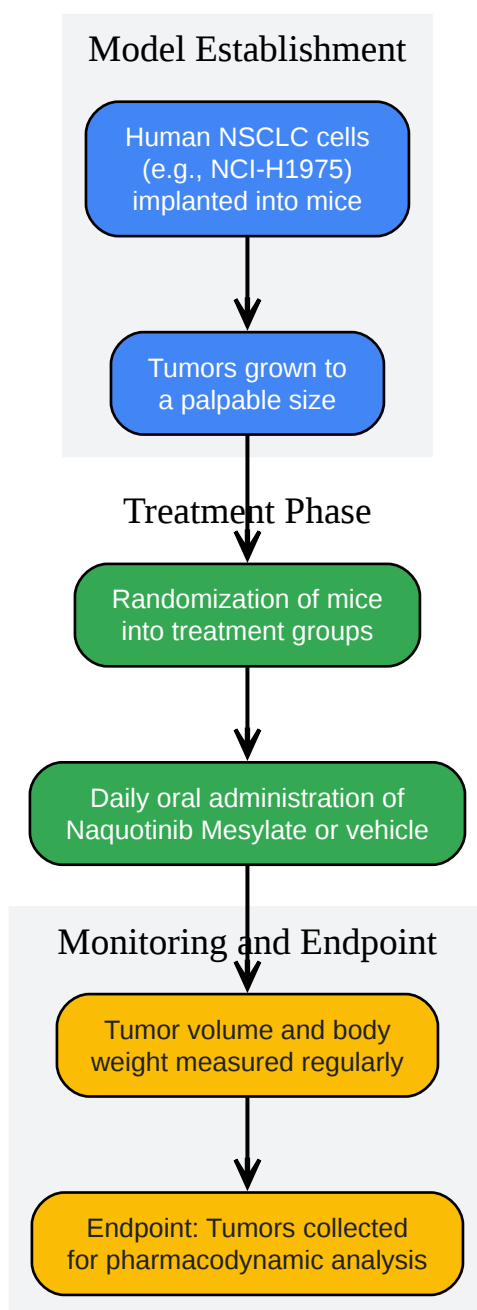 Model Establishment
Human NSCLC cells
(e.g., NCI-H1975)
implanted into mice
Tumors grown to
a palpable size
Treatment Phase
Randomization of mice
into treatment groups
Daily oral administration of
Naquotinib Mesylate or vehicle
Monitoring and Endpoint
Tumor volume and body
weight measured regularly
Endpoint: Tumors collected
for pharmacodynamic analysis